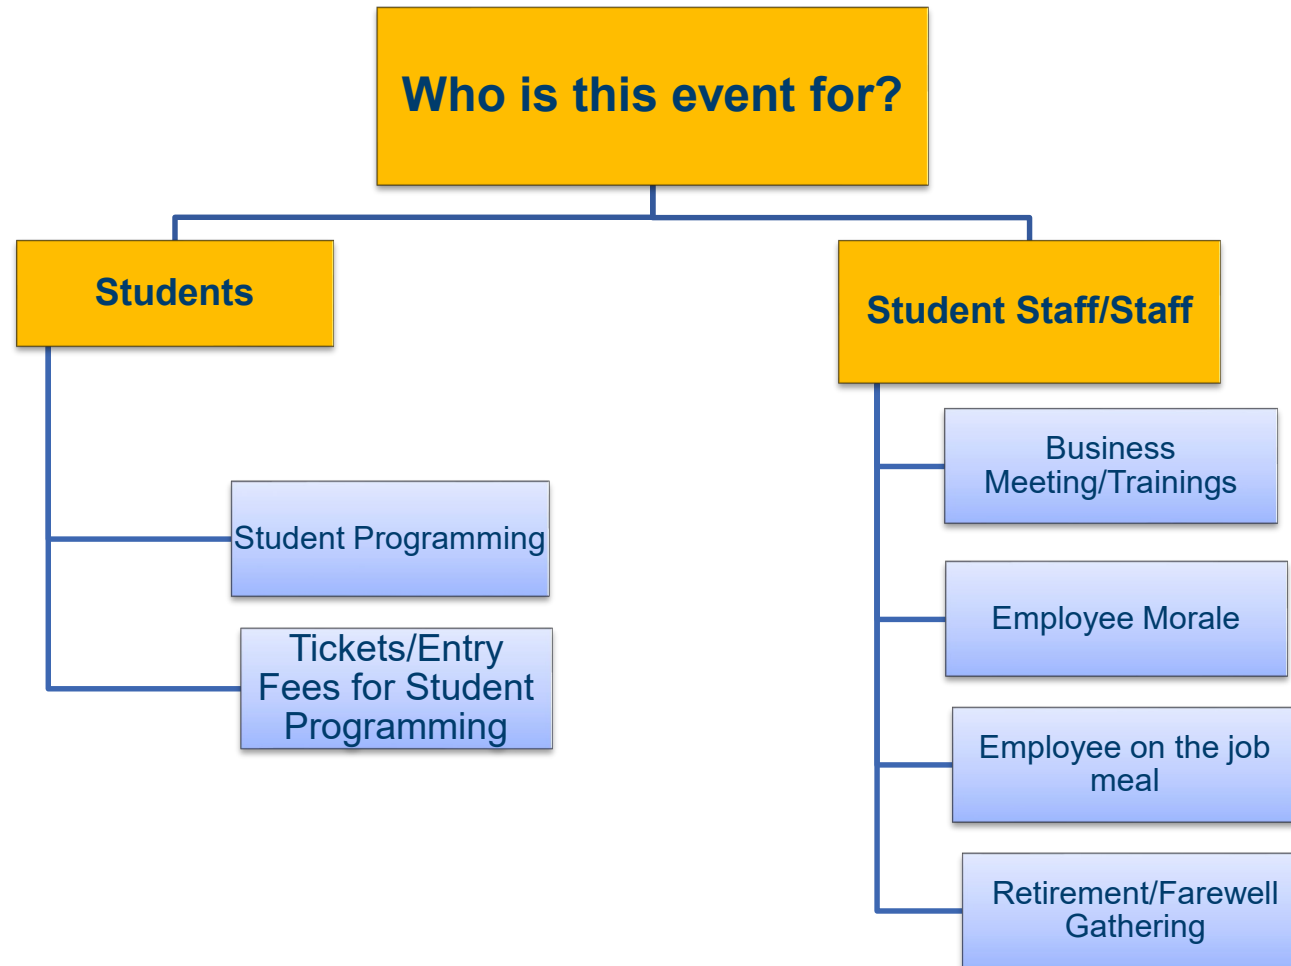 Who is this event for?
Students
Student Programming
Tickets/Entry
Fees for Student
Programming
Student Staff/Staff
Business
Meeting/Trainings
Employee Morale
Employee on the job
meal
Retirement/Farewell
Gathering